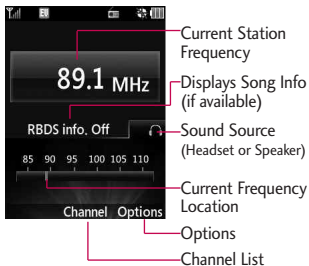 Current Station
Frequency
89.1 MHz
Displays Song Info
(if available)
RBDS info. Off
Sound Source
(Headset or Speaker)
85 90 95 100 105 110
Current Frequency
Location
Channel Options
Options
Channel List